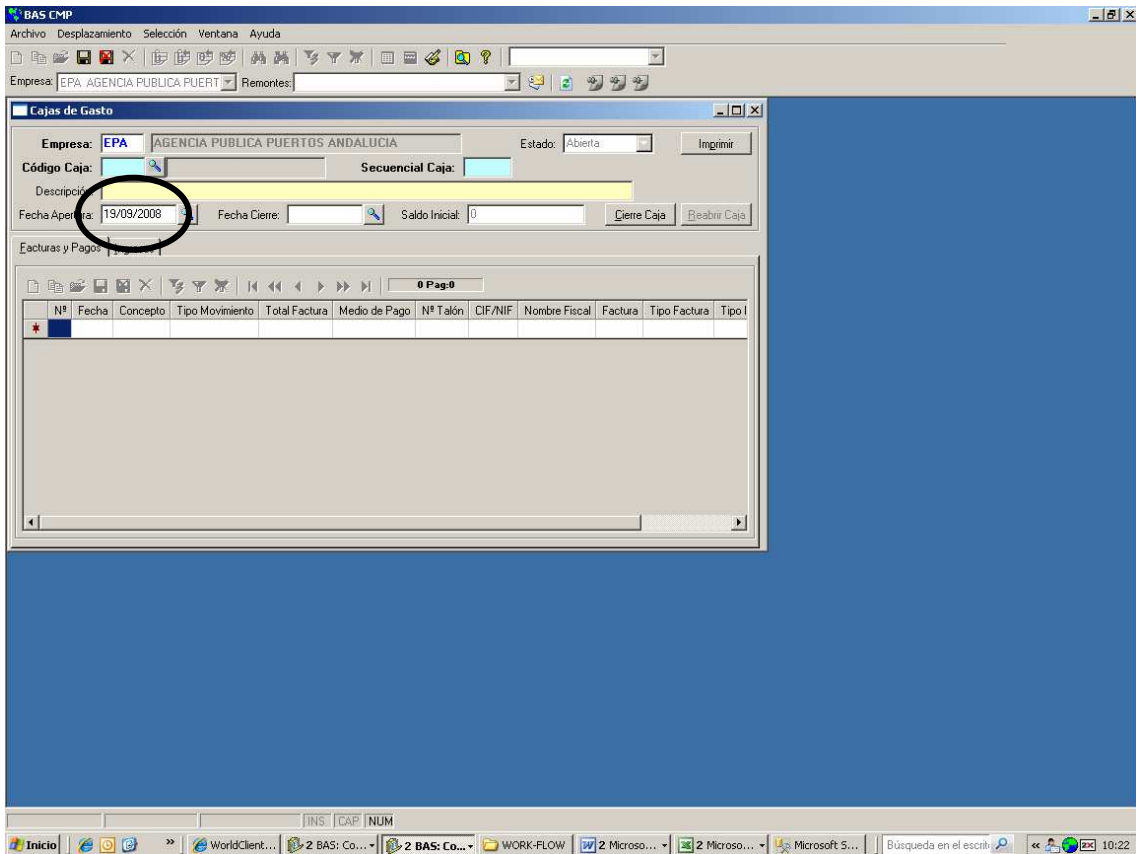 BAS CMP
Archivo Desplazamiento Selección Ventana Ayuda
Empresa: EPA AGENCIA PUBLICA PUERT Remontes:
Cajas de Gasto
Empresa: EPA AGENCIA PUBLICA PUERTOS ANDALUCIA Estado: Abierta Imprimir
Código Caja: Secuencial Caja:
Descripción:
Fecha Apertura: 19/09/2008 Fecha Cierre: Saldo Inicial: 0 Cierre Caja Reabrir Caja
Facturas y Pagos
0 Pag:0
Nº Fecha Concepto Tipo Movimiento Total Factura Medio de Pago Nº Talón CIF/NIF Nombre Fiscal Factura Tipo Factura Tipo I
INS CAP NUM
Inicio » WorldClient... 2 BAS: Co... 2 BAS: Co... WORK-FLOW 2 Microso... 2 Microso... Microsoft S... Búsqueda en el escrito « 10:22